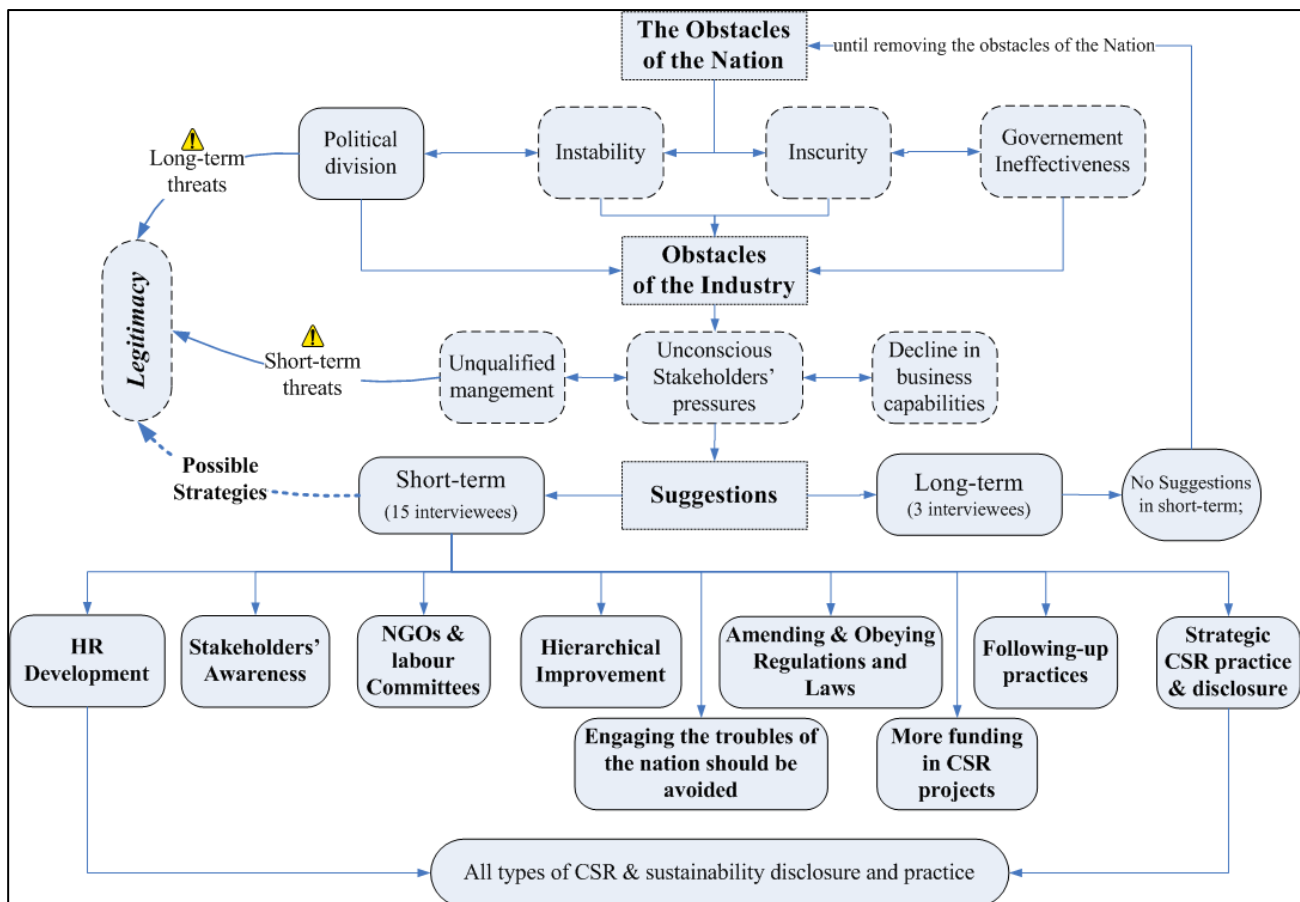 The Obstacles
of the Nation
until removing the obstacles of the Nation
Long-term
threats
Political
division
Instability
Inscurity
Governement
Ineffectiveness
Obstacles
of the Industry
Legitimacy
Short-term
threats
Unqualified
mangement
Unconscious
Stakeholders’
pressures
Decline in
business
capabilities
Possible
Strategies
Short-term
(15 interviewees)
Suggestions
Long-term
(3 interviewees)
No Suggestions
in short-term;
HR
Development
Stakeholders’
Awareness
NGOs &
labour
Committees
Hierarchical
Improvement
Amending & Obeying
Regulations and
Laws
Following-up
practices
Strategic
CSR practice
& disclosure
Engaging the troubles of
the nation should be
avoided
More funding
in CSR
projects
All types of CSR & sustainability disclosure and practice